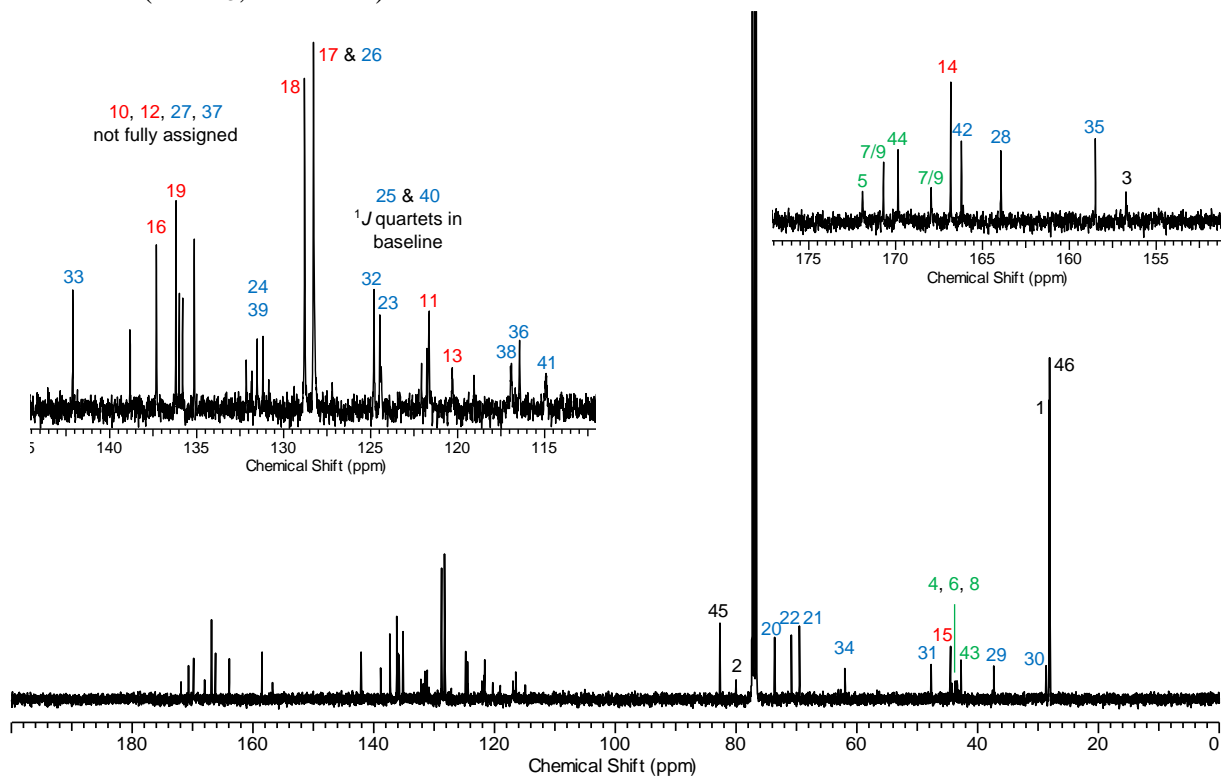 18
17 & 26
10, 12, 27, 37
not fully assigned
19
16
33
24
39
25 & 40
¹J quartets in
baseline
32
23
11
13
36
38
41
140 135 130 125 120 115
Chemical Shift (ppm)
14
44
42
28
35
7/9
5
7/9
3
175 170 165 160 155
Chemical Shift (ppm)
46
1
45
2
20
22
21
34
4, 6, 8
15
31
43
29
30
180 160 140 120 100 80 60 40 20 0
Chemical Shift (ppm)